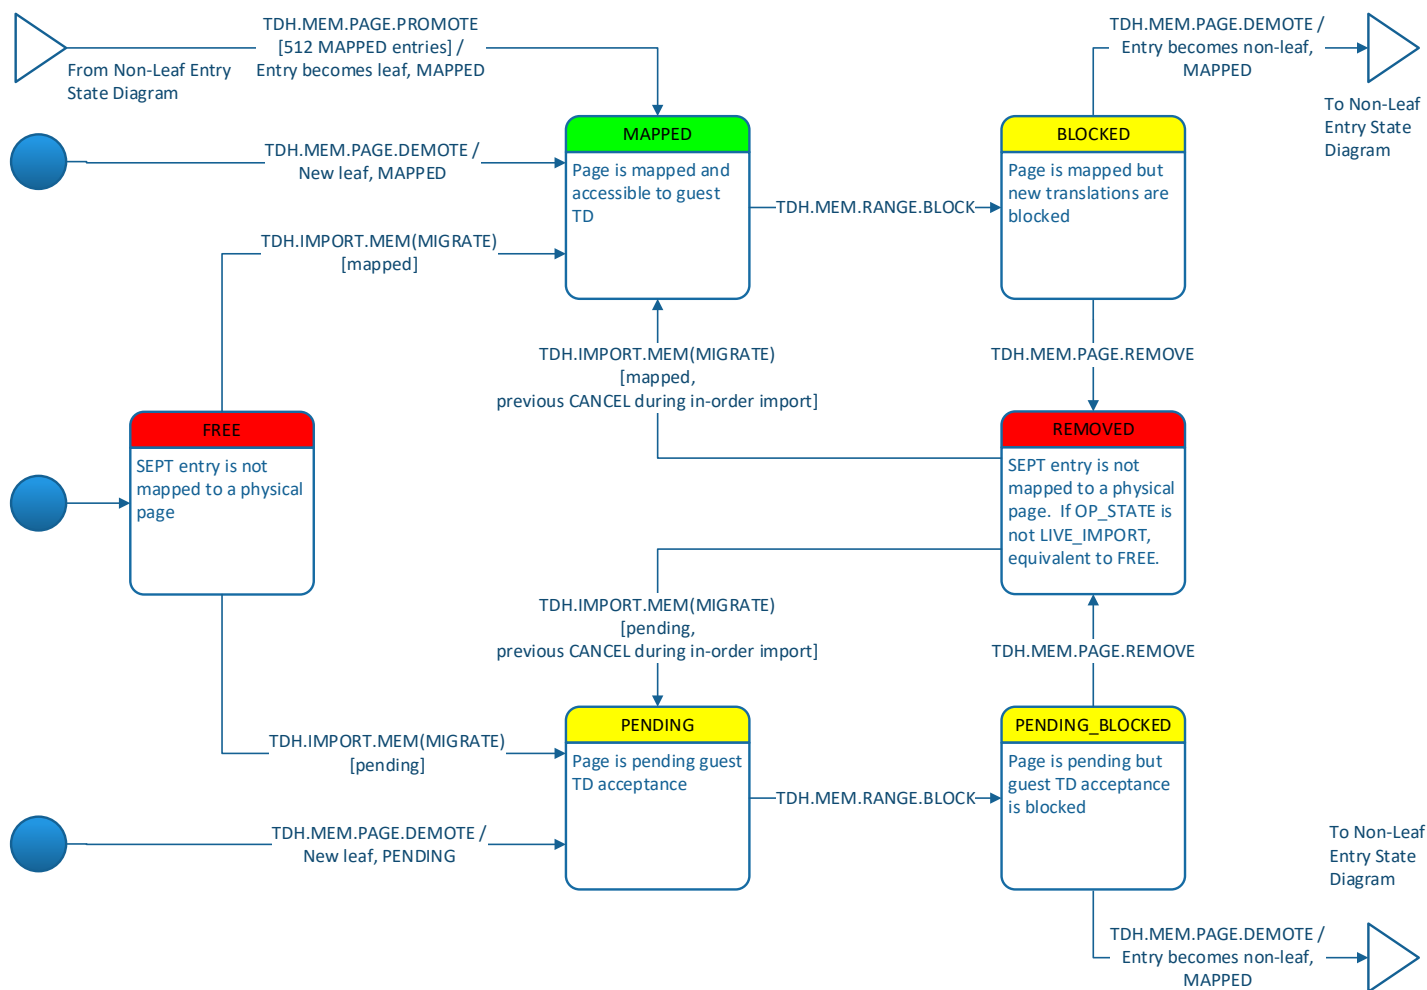 TDH.MEM.PAGE.PROMOTE
[512 MAPPED entries] /
Entry becomes leaf, MAPPED
From Non-Leaf Entry
State Diagram
TDH.MEM.PAGE.DEMOTE /
Entry becomes non-leaf,
MAPPED
To Non-Leaf
Entry State
Diagram
TDH.MEM.PAGE.DEMOTE /
New leaf, MAPPED
MAPPED
Page is mapped and
accessible to guest
TD
TDH.MEM.RANGE.BLOCK
BLOCKED
Page is mapped but
new translations are
blocked
TDH.IMPORT.MEM(MIGRATE)
[mapped]
TDH.IMPORT.MEM(MIGRATE)
[mapped,
previous CANCEL during in-order import]
TDH.MEM.PAGE.REMOVE
FREE
SEPT entry is not
mapped to a physical
page
REMOVED
SEPT entry is not
mapped to a physical
page.  If OP_STATE is
not LIVE_IMPORT,
equivalent to FREE.
TDH.IMPORT.MEM(MIGRATE)
[pending,
previous CANCEL during in-order import]
TDH.MEM.PAGE.REMOVE
TDH.IMPORT.MEM(MIGRATE)
[pending]
PENDING
Page is pending guest
TD acceptance
TDH.MEM.RANGE.BLOCK
PENDING_BLOCKED
Page is pending but
guest TD acceptance
is blocked
TDH.MEM.PAGE.DEMOTE /
New leaf, PENDING
To Non-Leaf
Entry State
Diagram
TDH.MEM.PAGE.DEMOTE /
Entry becomes non-leaf,
MAPPED